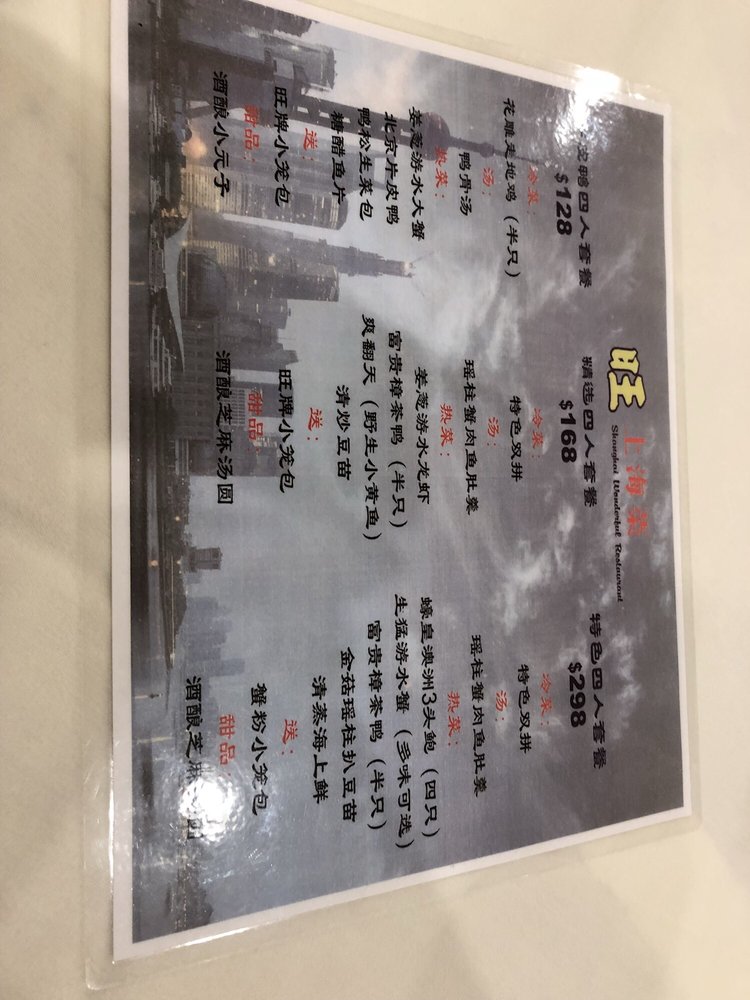 旺
上海
Shanghai Wonderful Restaurant
鸭四人套餐
$128
冷菜：
花雕走地鸡（半只）
汤：
鸭骨汤
热菜：
姜葱游水大蟹
北京片皮鸭
鸭松生菜包
糖醋鱼片
送：
旺牌小笼包
甜品：
酒酿小元子
精选四人套餐
$168
冷菜：
特色双拼
汤：
瑶柱蟹肉鱼肚羹
热菜：
姜葱游水龙虾
富贵樟茶鸭（半只）
爽翻天（野生小黄鱼）
清炒豆苗
送：
旺牌小笼包
甜品：
酒酿芝麻汤圆
特色四人套餐
$298
冷菜：
特色双拼
汤：
瑶柱蟹肉鱼肚羹
热菜：
蠔皇澳洲3头鲍（四只）
生猛游水蟹（多味可选）
富贵樟茶鸭（半只）
金菇瑶柱扒豆苗
清蒸海上鲜
送：
蟹粉小笼包
甜品：
酒酿芝麻